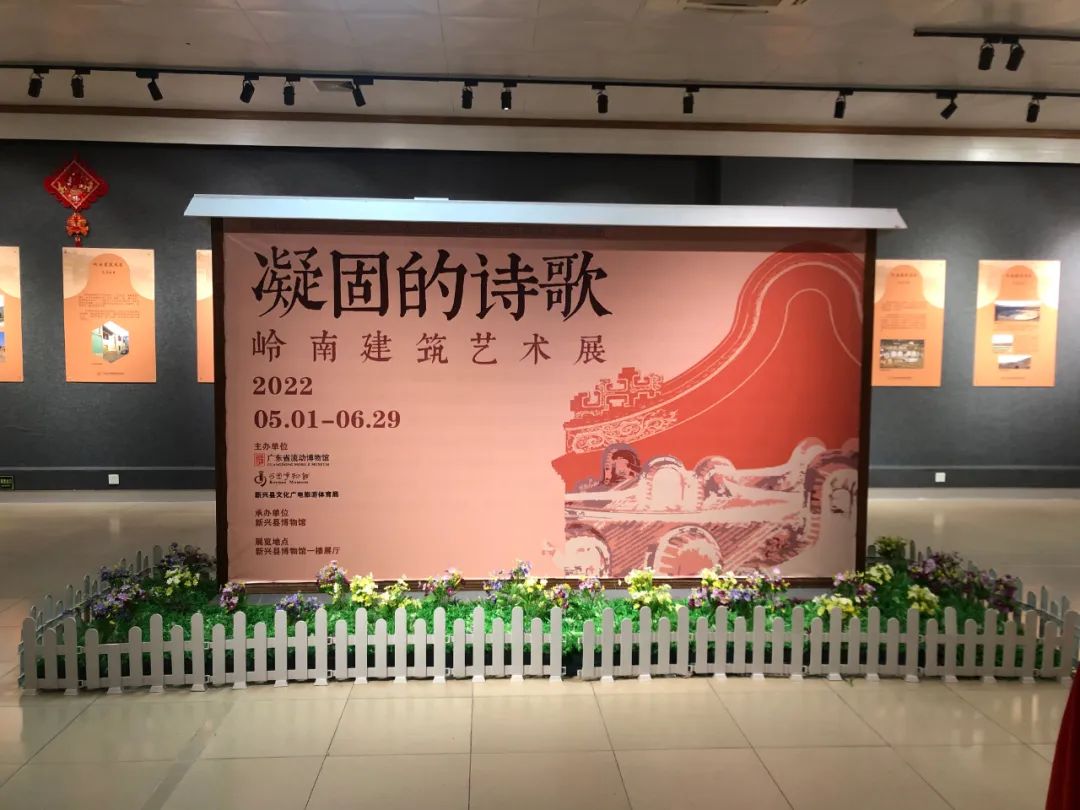 凝固的诗歌
岭南建筑艺术展
2022
05.01-06.29
主办单位
广东省流动博物馆
GUANGDONG MOBILE MUSEUM
新兴县文化广电旅游体育局
承办单位
新兴县博物馆
展览地点
新兴县博物馆一楼展厅